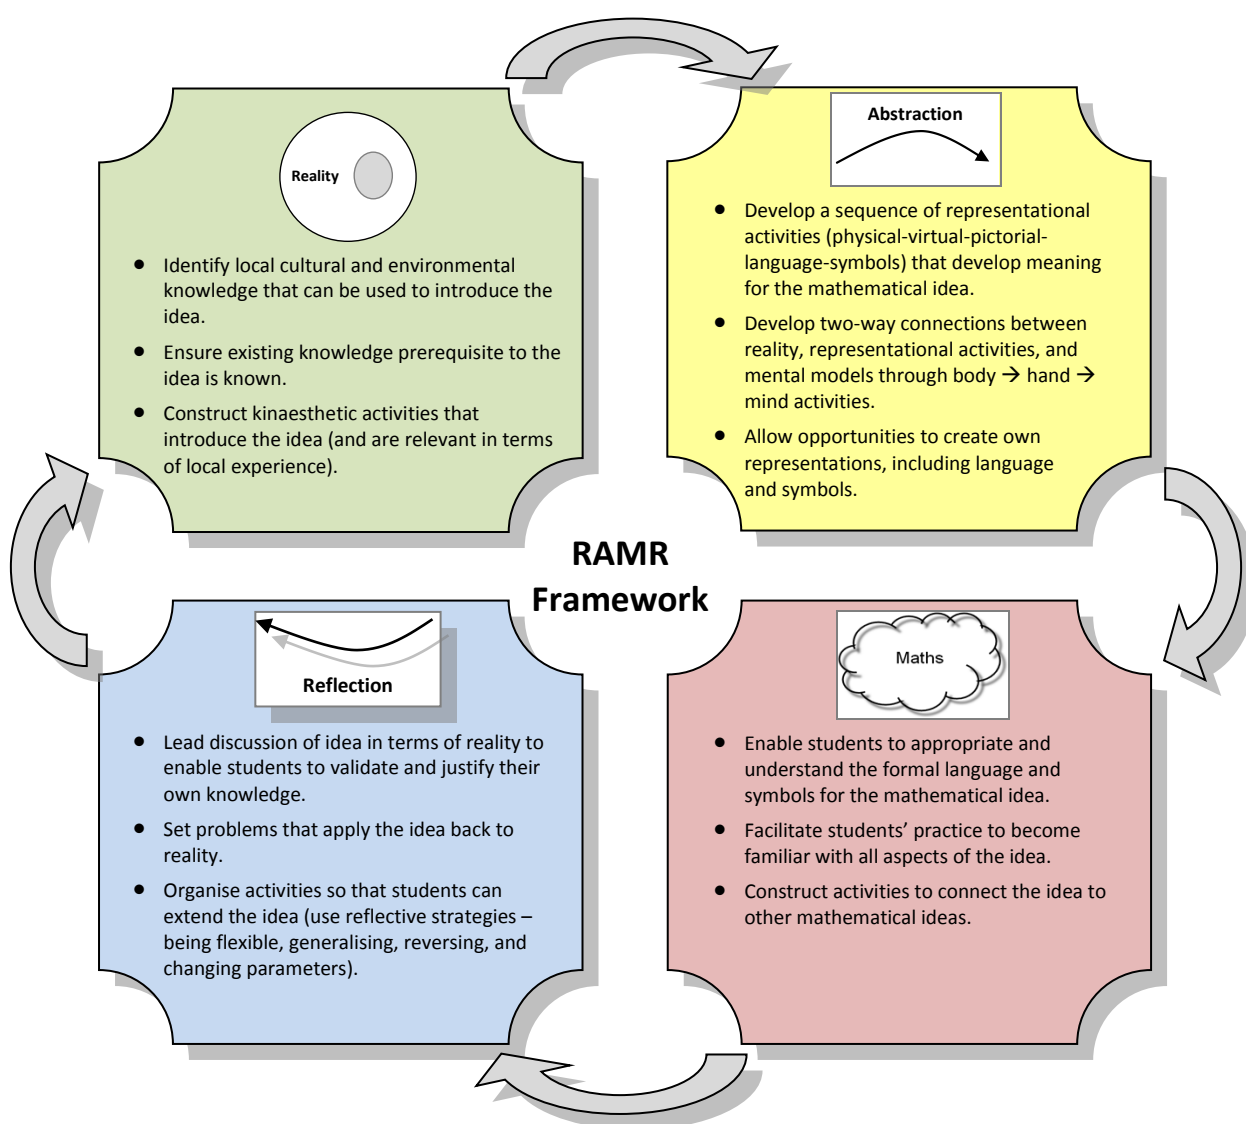 Reality
• Identify local cultural and environmental
knowledge that can be used to introduce the
idea.
• Ensure existing knowledge prerequisite to the
idea is known.
• Construct kinaesthetic activities that
introduce the idea (and are relevant in terms
of local experience).
Abstraction
• Develop a sequence of representational
activities (physical-virtual-pictorial-
language-symbols) that develop meaning
for the mathematical idea.
• Develop two-way connections between
reality, representational activities, and
mental models through body → hand →
mind activities.
• Allow opportunities to create own
representations, including language
and symbols.
RAMR
Framework
Reflection
• Lead discussion of idea in terms of reality to
enable students to validate and justify their
own knowledge.
• Set problems that apply the idea back to
reality.
• Organise activities so that students can
extend the idea (use reflective strategies –
being flexible, generalising, reversing, and
changing parameters).
Maths
• Enable students to appropriate and
understand the formal language and
symbols for the mathematical idea.
• Facilitate students’ practice to become
familiar with all aspects of the idea.
• Construct activities to connect the idea to
other mathematical ideas.